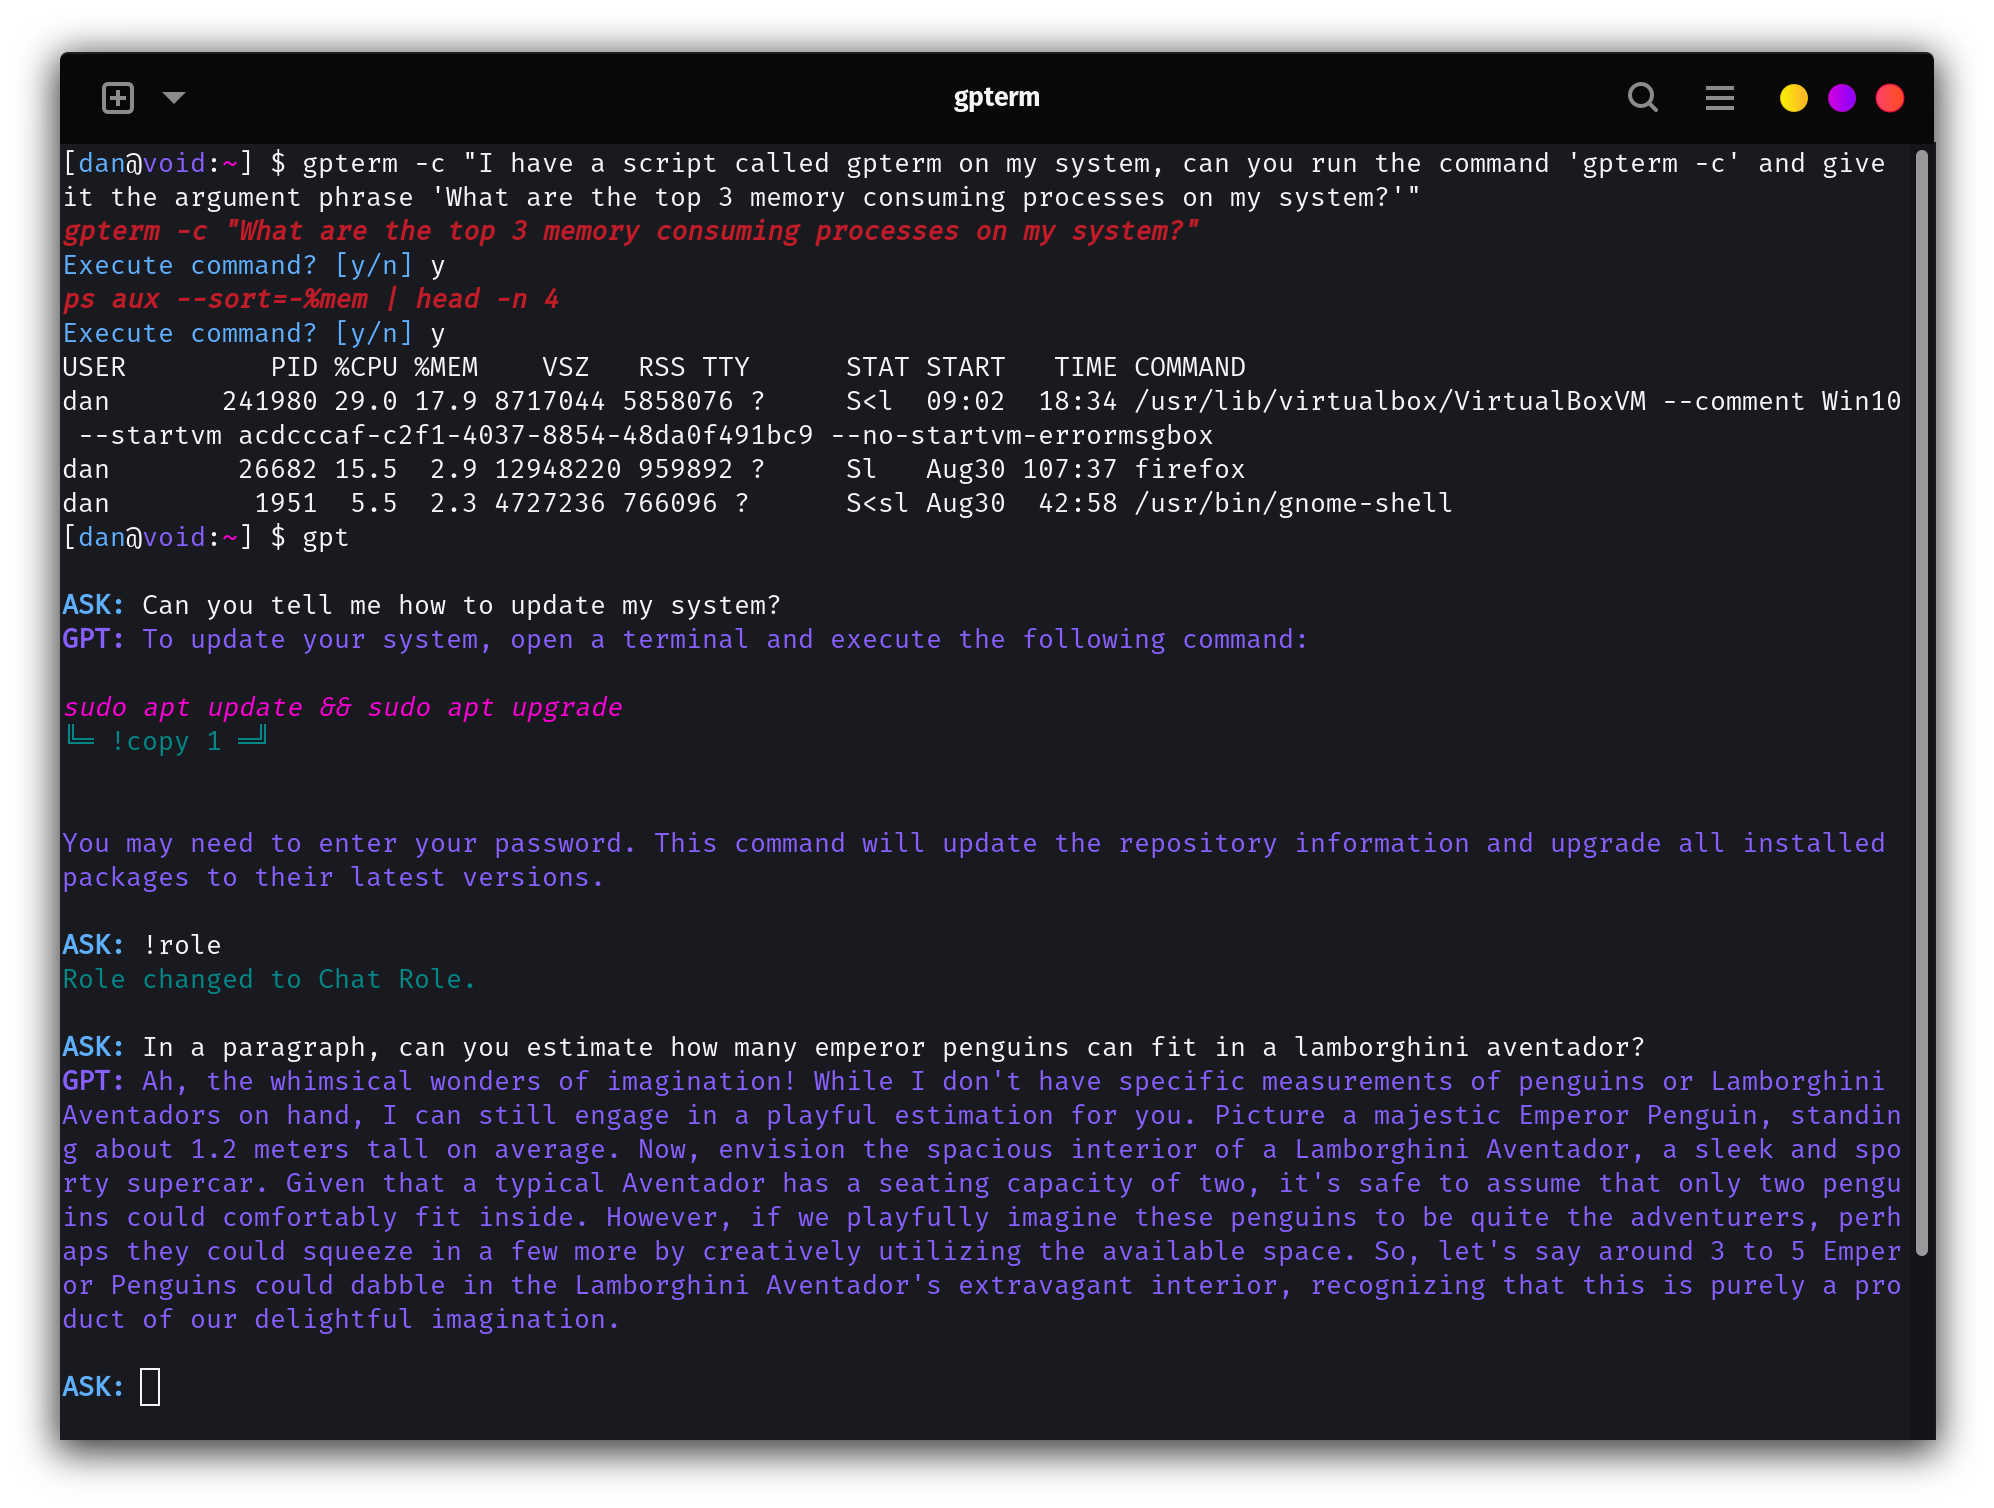 gpterm
[dan@void:~] $ gpterm -c "I have a script called gpterm on my system, can you run the command 'gpterm -c' and give
it the argument phrase 'What are the top 3 memory consuming processes on my system?'"
gpterm -c "What are the top 3 memory consuming processes on my system?"
Execute command? [y/n] y
ps aux --sort=-%mem | head -n 4
Execute command? [y/n] y
USER         PID %CPU %MEM    VSZ   RSS TTY      STAT START   TIME COMMAND
dan       241980 29.0 17.9 8717044 5858076 ?     S<l  09:02  18:34 /usr/lib/virtualbox/VirtualBoxVM --comment Win10
 --startvm acdcccaf-c2f1-4037-8854-48da0f491bc9 --no-startvm-errormsgbox
dan        26682 15.5  2.9 12948220 959892 ?     Sl   Aug30 107:37 firefox
dan         1951  5.5  2.3 4727236 766096 ?      S<sl Aug30  42:58 /usr/bin/gnome-shell
[dan@void:~] $ gpt
ASK: Can you tell me how to update my system?
GPT: To update your system, open a terminal and execute the following command:
sudo apt update && sudo apt upgrade
╚═ !copy 1 ═╝
You may need to enter your password. This command will update the repository information and upgrade all installed
packages to their latest versions.
ASK: !role
Role changed to Chat Role.
ASK: In a paragraph, can you estimate how many emperor penguins can fit in a lamborghini aventador?
GPT: Ah, the whimsical wonders of imagination! While I don't have specific measurements of penguins or Lamborghini
Aventadors on hand, I can still engage in a playful estimation for you. Picture a majestic Emperor Penguin, standin
g about 1.2 meters tall on average. Now, envision the spacious interior of a Lamborghini Aventador, a sleek and spo
rty supercar. Given that a typical Aventador has a seating capacity of two, it's safe to assume that only two pengu
ins could comfortably fit inside. However, if we playfully imagine these penguins to be quite the adventurers, perh
aps they could squeeze in a few more by creatively utilizing the available space. So, let's say around 3 to 5 Emper
or Penguins could dabble in the Lamborghini Aventador's extravagant interior, recognizing that this is purely a pro
duct of our delightful imagination.
ASK: